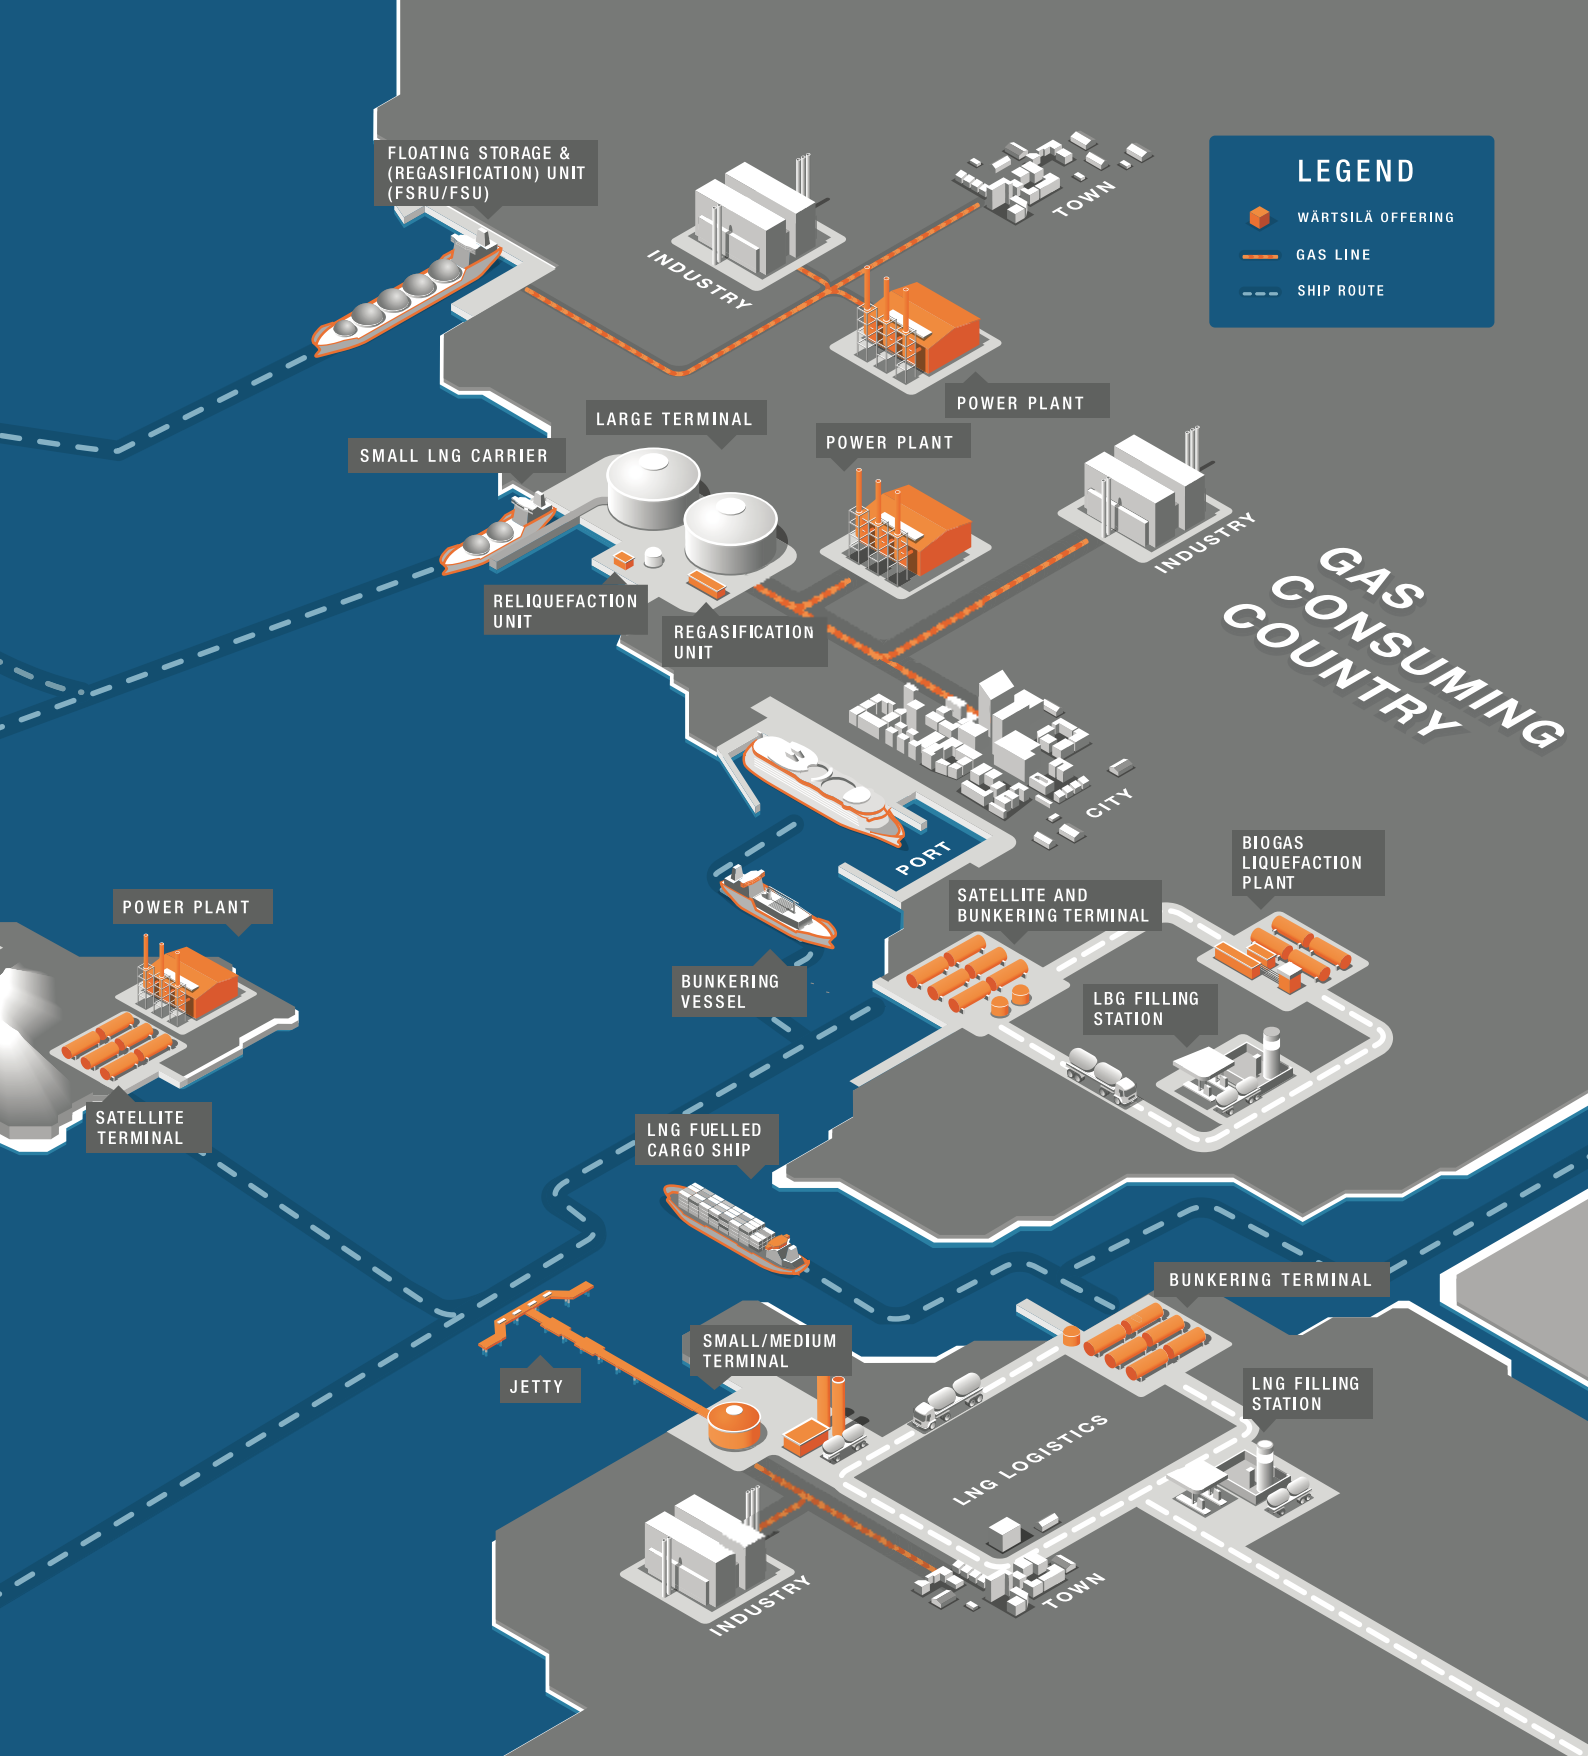 FLOATING STORAGE &
(REGASIFICATION) UNIT
(FSRU/FSU)
TOWN
LEGEND
WÄRTSILÄ OFFERING
GAS LINE
SHIP ROUTE
INDUSTRY
POWER PLANT
LARGE TERMINAL
SMALL LNG CARRIER
POWER PLANT
INDUSTRY
GAS
CONSUMING
COUNTRY
RELIQUEFACTION
UNIT
REGASIFICATION
UNIT
CITY
PORT
BIOGAS
LIQUEFACTION
PLANT
POWER PLANT
SATELLITE AND
BUNKERING TERMINAL
BUNKERING
VESSEL
LBG FILLING
STATION
SATELLITE
TERMINAL
LNG FUELLED
CARGO SHIP
BUNKERING TERMINAL
SMALL/MEDIUM
TERMINAL
JETTY
LNG FILLING
STATION
LNG LOGISTICS
INDUSTRY
TOWN